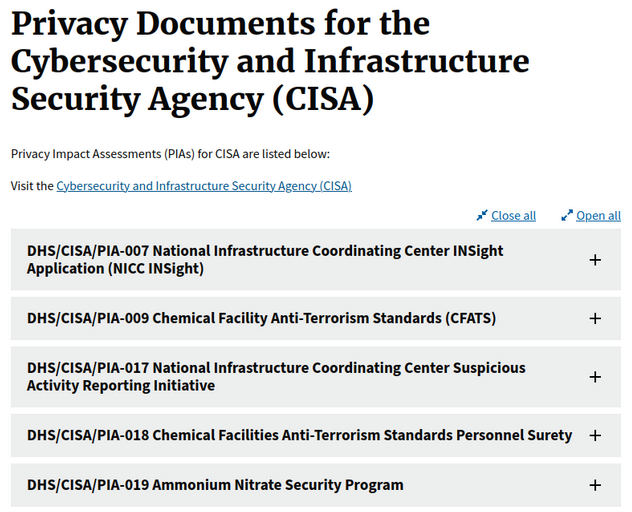 Privacy Documents for the
Cybersecurity and Infrastructure
Security Agency (CISA)
Privacy Impact Assessments (PIAs) for CISA are listed below:
Visit the Cybersecurity and Infrastructure Security Agency (CISA)
Close all Open all
DHS/CISA/PIA-007 National Infrastructure Coordinating Center INSight
Application (NICC INSight)
DHS/CISA/PIA-009 Chemical Facility Anti-Terrorism Standards (CFATS)
DHS/CISA/PIA-017 National Infrastructure Coordinating Center Suspicious
Activity Reporting Initiative
DHS/CISA/PIA-018 Chemical Facilities Anti-Terrorism Standards Personnel Surety
DHS/CISA/PIA-019 Ammonium Nitrate Security Program